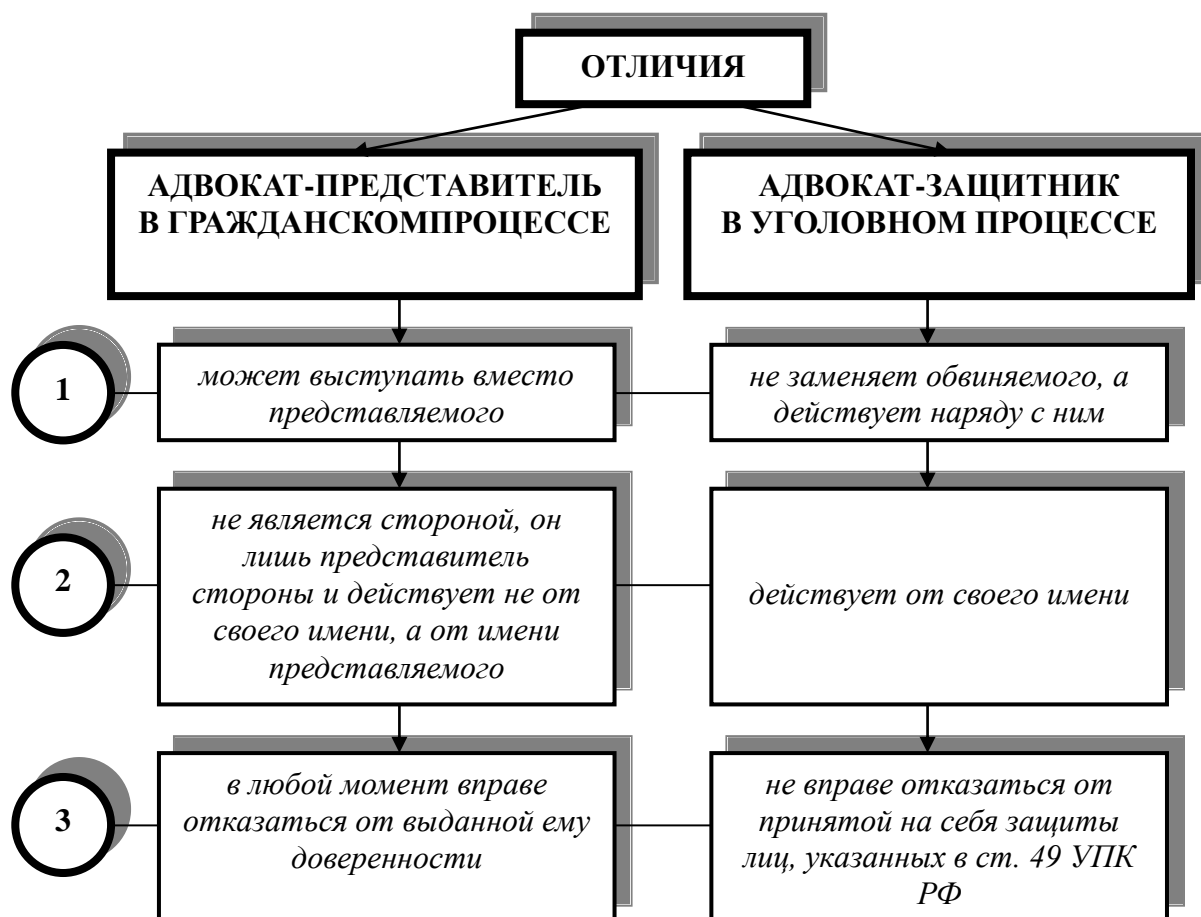 ОТЛИЧИЯ
АДВОКАТ-ПРЕДСТАВИТЕЛЬ
В ГРАЖДАНСКОМПРОЦЕССЕ
АДВОКАТ-ЗАЩИТНИК
В УГОЛОВНОМ ПРОЦЕССЕ
1
может выступать вместо
представляемого
не заменяет обвиняемого, а
действует наряду с ним
2
не является стороной, он
лишь представитель
стороны и действует не от
своего имени, а от имени
представляемого
действует от своего имени
3
в любой момент вправе
отказаться от выданной ему
доверенности
не вправе отказаться от
принятой на себя защиты
лиц, указанных в ст. 49 УПК
РФ